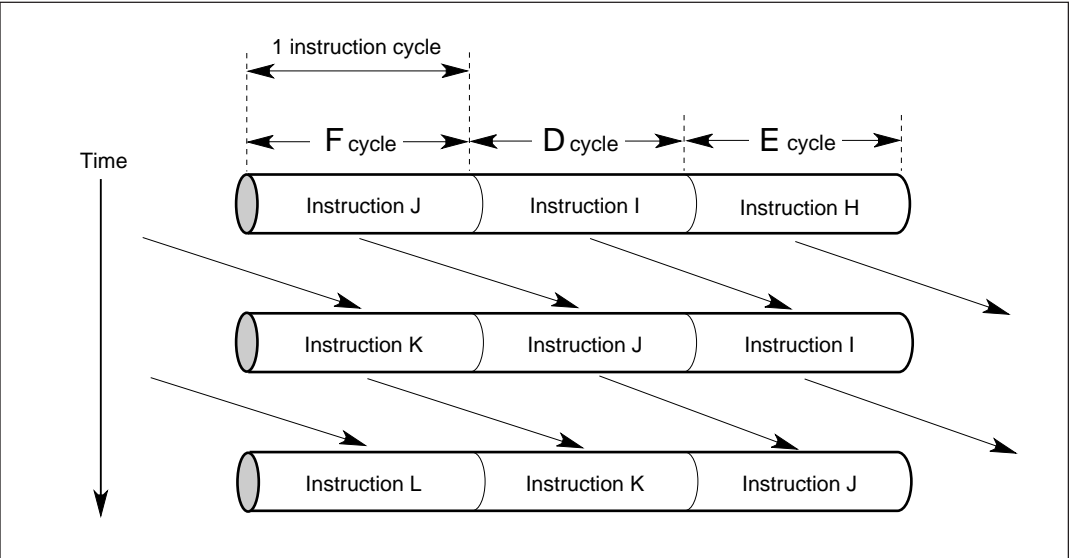 1 instruction cycle
F cycle
D cycle
E cycle
Time
Instruction J
Instruction I
Instruction H
Instruction K
Instruction J
Instruction I
Instruction L
Instruction K
Instruction J